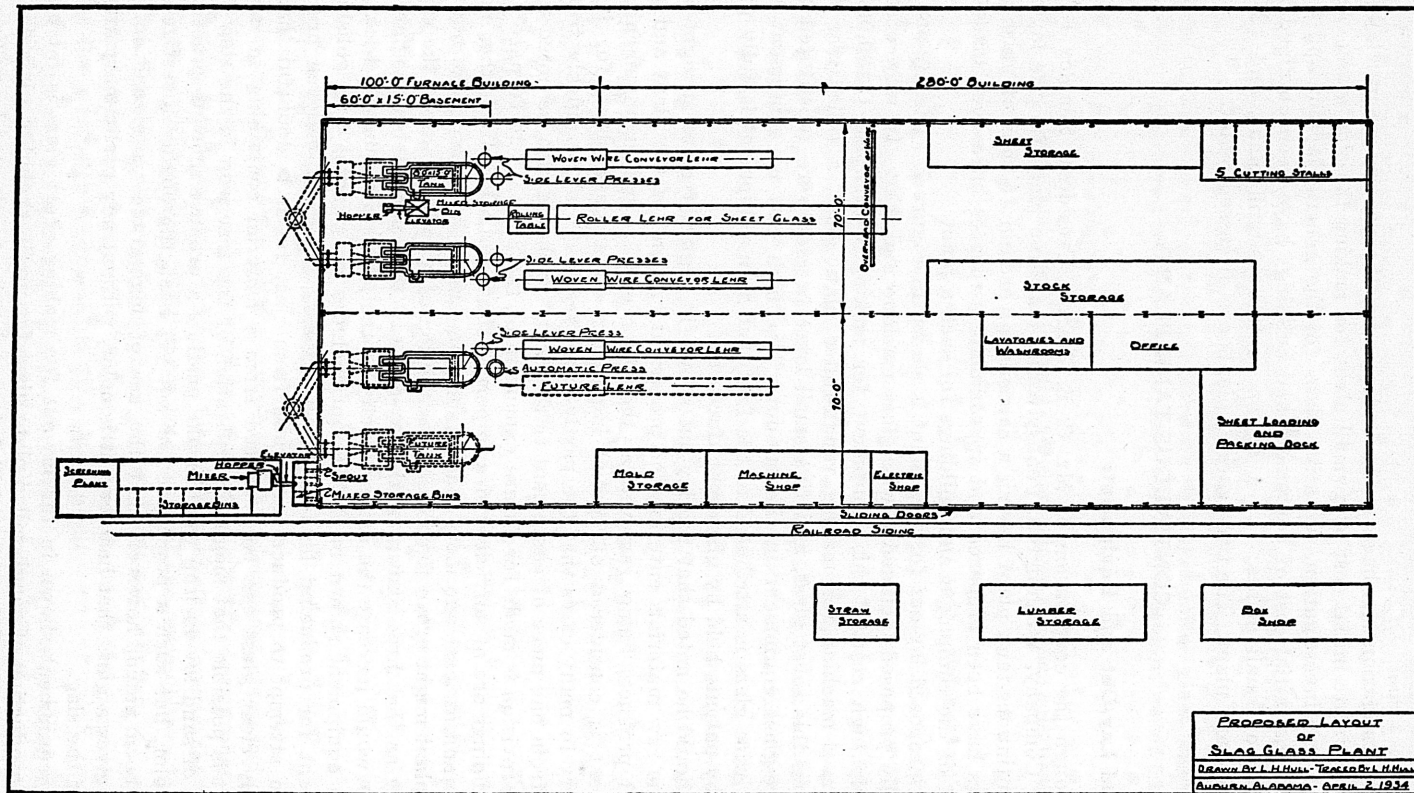 100'-0" FURNACE BUILDING
280'-0" BUILDING
60'-0" x 15'-0" BASEMENT
WOVEN WIRE CONVEYOR LEHR
SIDE LEVER PRESSES
TANK
MIXED STORAGE
BIN
HOPPER
ELEVATOR
ROLLING
TABLE
ROLLER LEHR FOR SHEET GLASS
70'-0"
OVERHEAD CONVEYOR
SHEET
STORAGE
5 CUTTING STALLS
SIDE LEVER PRESSES
WOVEN WIRE CONVEYOR LEHR
STOCK
STORAGE
LAVATORIES AND
WASHROOMS
OFFICE
SIDE LEVER PRESS
WOVEN WIRE CONVEYOR LEHR
AUTOMATIC PRESS
FUTURE LEHR
70'-0"
SHEET LOADING
AND
PACKING DOCK
FUTURE
TANK
ELEVATOR
HOPPER
MIXER
SCREENING
PLANT
STORAGE BINS
SPOUT
MIXED STORAGE BINS
MOLD
STORAGE
MACHINE
SHOP
ELECTRIC
SHOP
SLIDING DOORS
RAILROAD SIDING
STRAW
STORAGE
LUMBER
STORAGE
BOX
SHOP
PROPOSED LAYOUT
OF
SLAG GLASS PLANT
DRAWN BY L.H.HULL - TRACED BY L.H.HULL
AUBURN ALABAMA - APRIL 2 1934